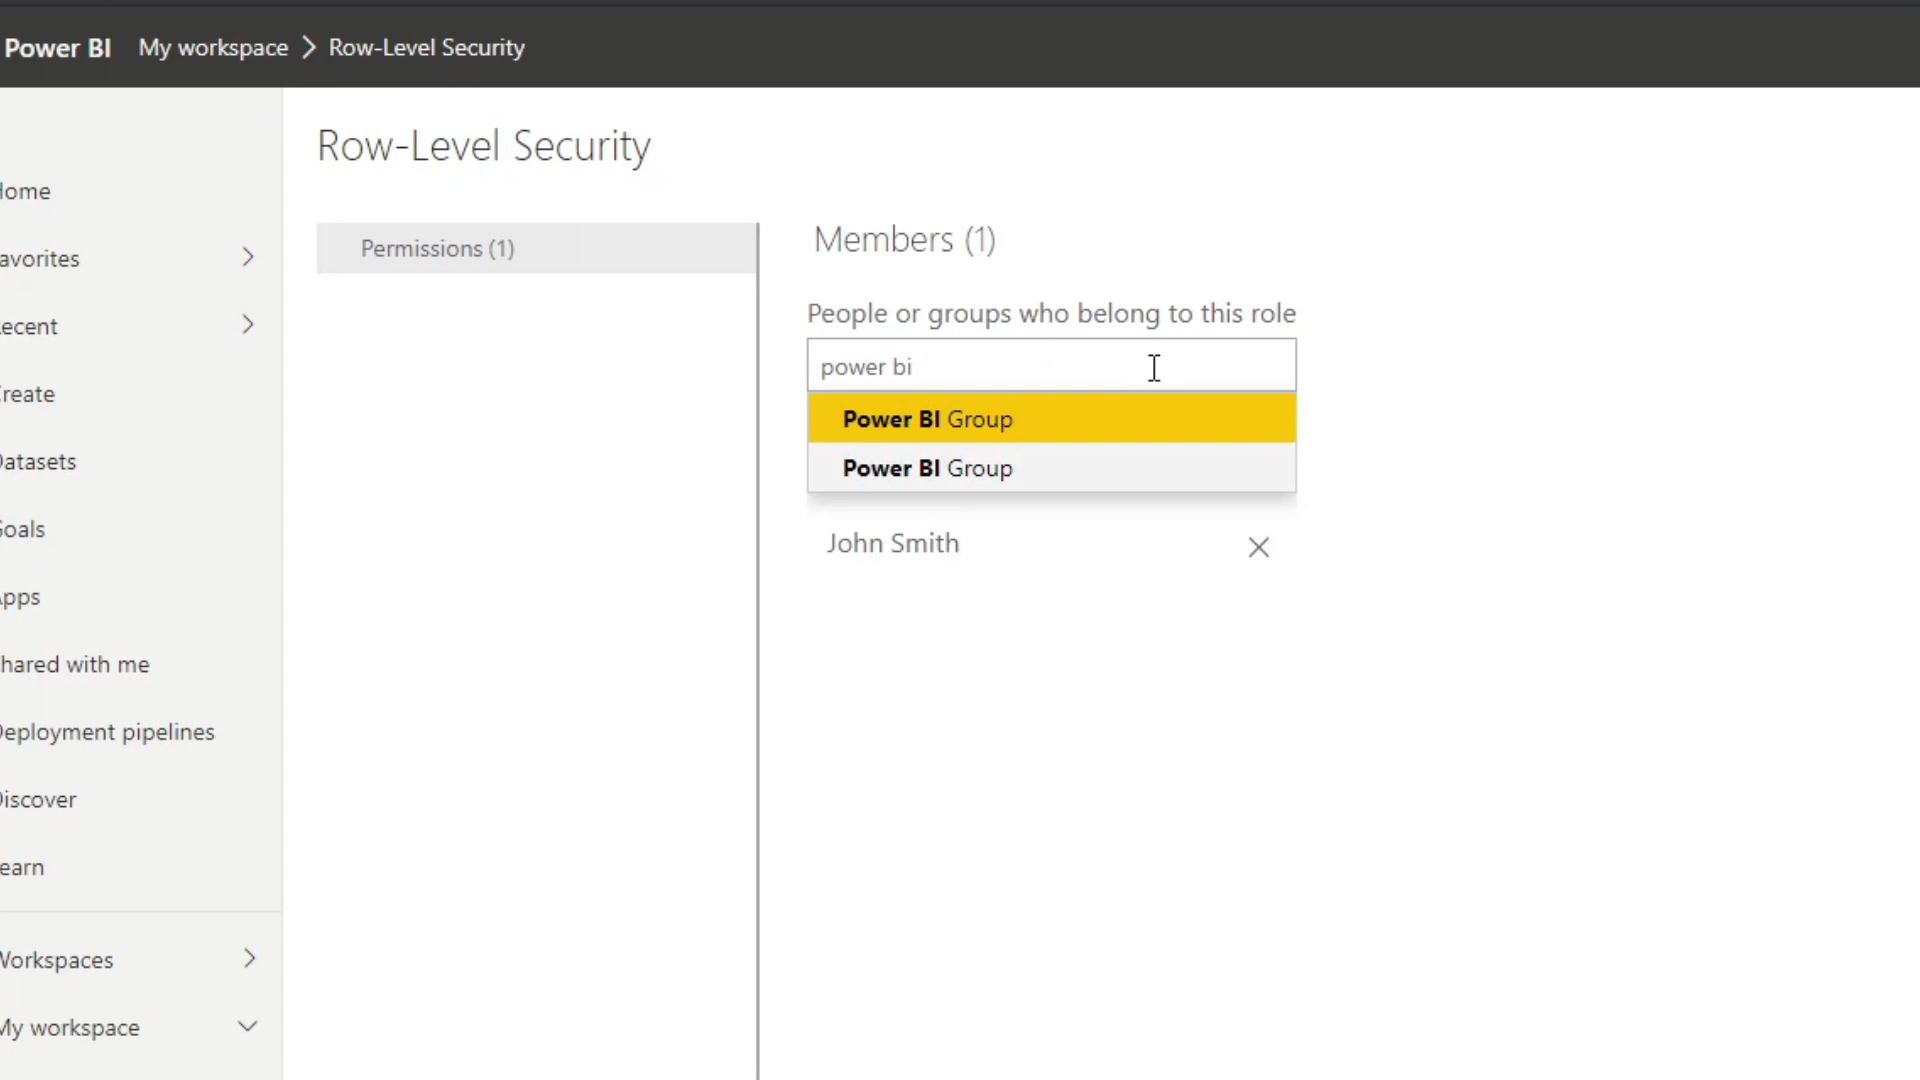 Power BI My workspace Row-Level Security
Row-Level Security
ome
avorites
ecent
reate
atasets
oals
pps
hared with me
eployment pipelines
iscover
earn
Workspaces
My workspace
Permissions (1)
Members (1)
People or groups who belong to this role
power bi
Power BI Group
Power BI Group
John Smith